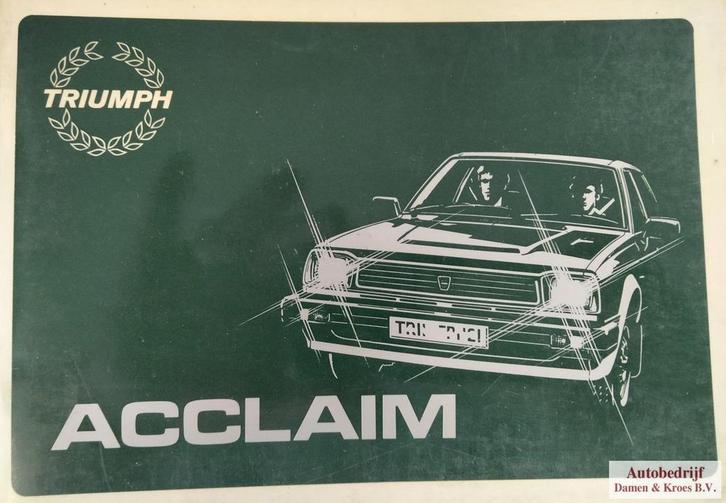 TRIUMPH
ACCLAIM
Autobedrijf
Damen & Kroes B.V.